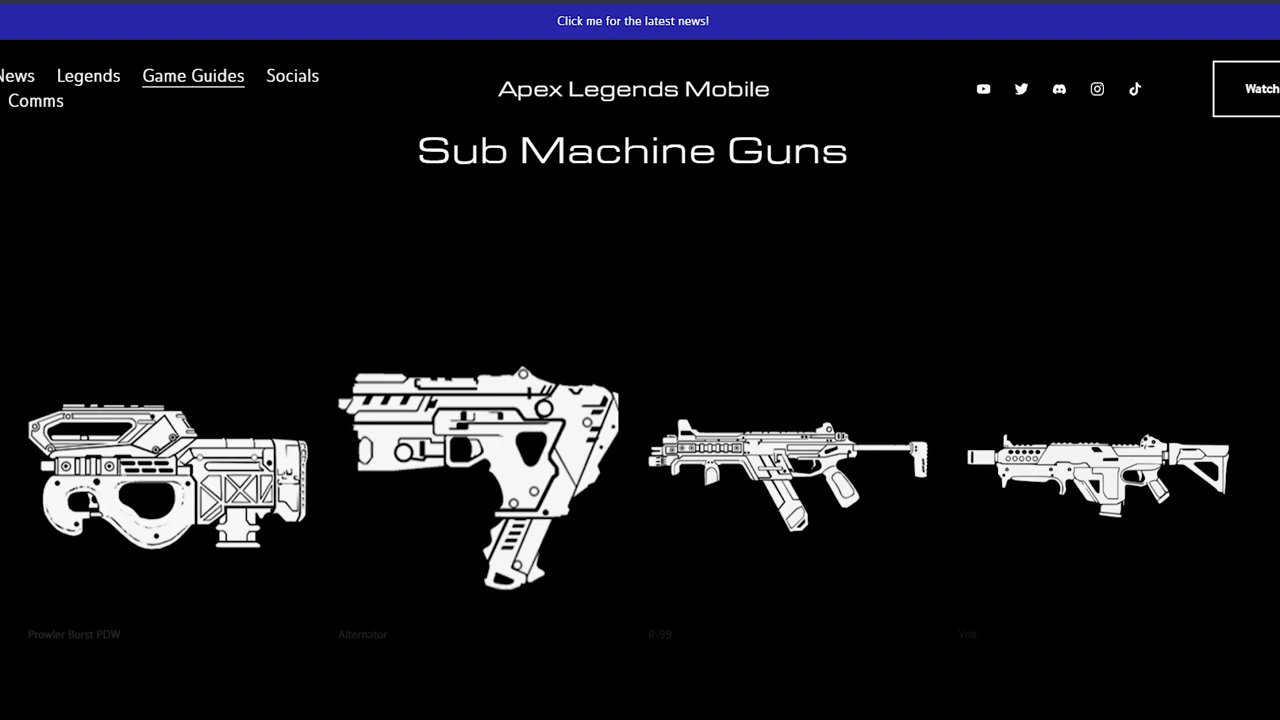 Click me for the latest news!
News Legends Game Guides Socials
Comms
Apex Legends Mobile
Watch
Sub Machine Guns
Prowler Burst PDW
Alternator
R-99
Volt